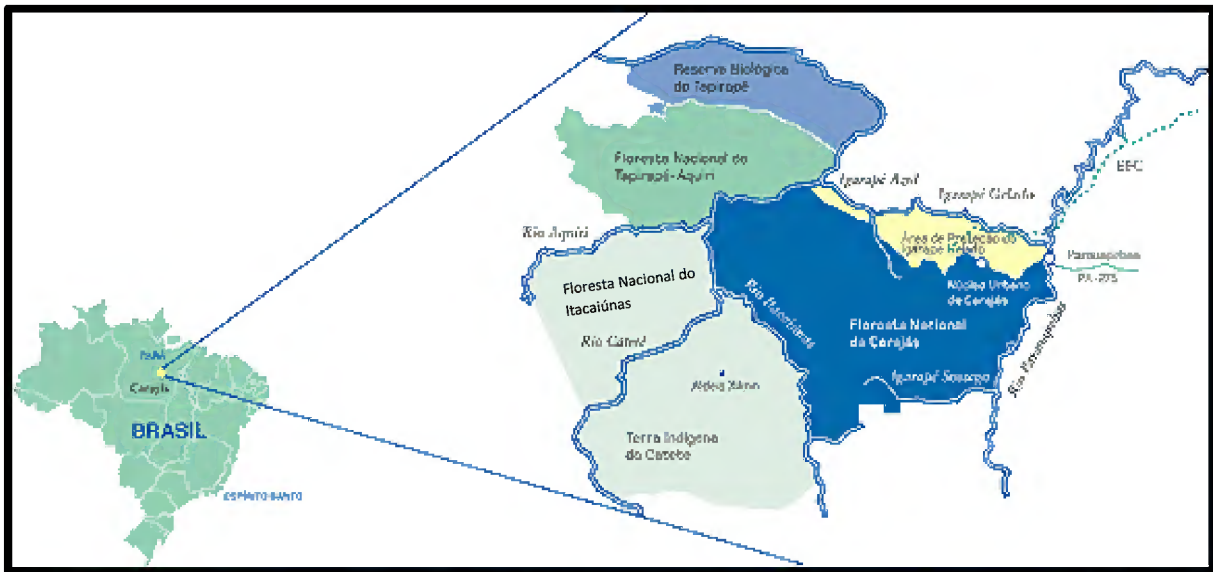 Reserva Biológica
do Tapirapé
Floresta Nacional do
Tapirapé-Aquiri
Igarapé Azul
Igarapé Gelado
EFC
Rio Aquiri
Área de Proteção do
Igarapé Gelado
Parauapebas
PA-275
Floresta Nacional do
Itacaiúnas
Núcleo Urbano
de Carajás
Rio Itacaiúnas
Floresta Nacional
de Carajás
Rio Cateté
Rio Parauapebas
Igarapé Sossego
PARÁ
Carajás
Aldeia Xikrin
BRASIL
Terra Indígena
do Cateté
ESPÍRITO SANTO